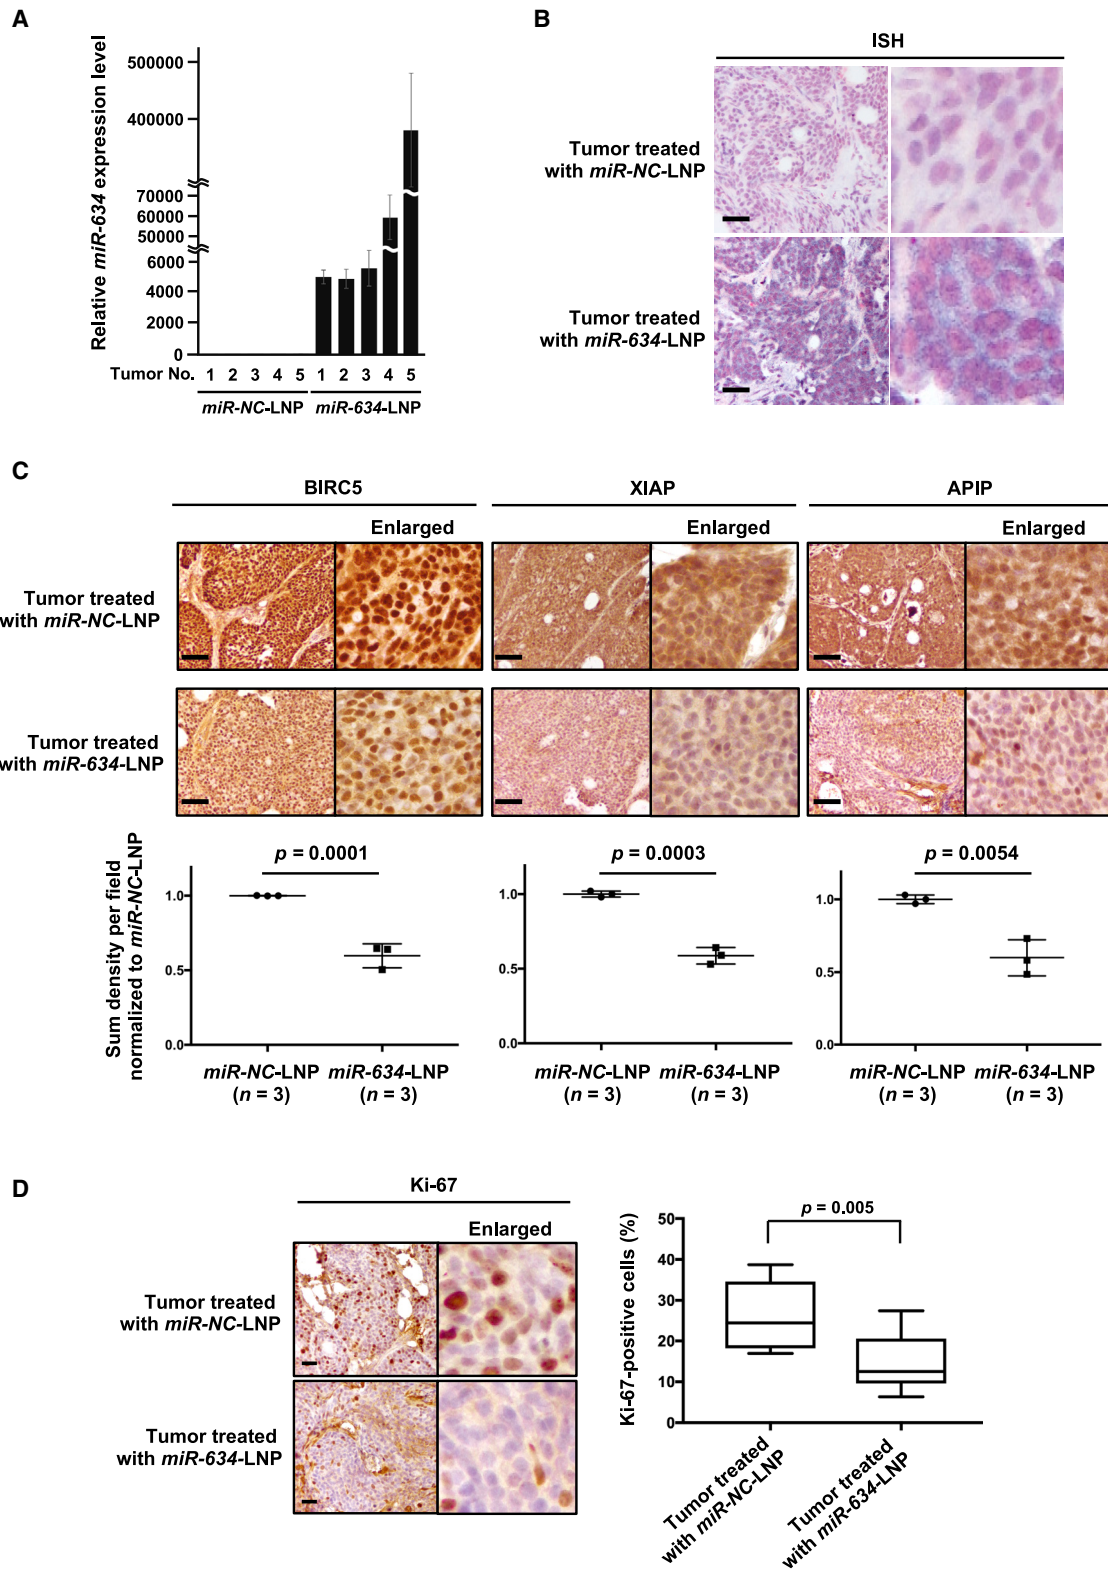 A
Relative miR-634 expression level
500000
400000
70000
60000
50000
6000
4000
2000
0
Tumor No. 1 2 3 4 5 1 2 3 4 5
miR-NC-LNP miR-634-LNP
B
ISH
Tumor treated
with miR-NC-LNP
Tumor treated
with miR-634-LNP
C
BIRC5 XIAP APIP
Enlarged Enlarged Enlarged
Tumor treated
with miR-NC-LNP
Tumor treated
with miR-634-LNP
Sum density per field
normalized to miR-NC-LNP
p = 0.0001
1.0
0.5
0.0
miR-NC-LNP miR-634-LNP
(n = 3) (n = 3)
p = 0.0003
1.0
0.5
0.0
miR-NC-LNP miR-634-LNP
(n = 3) (n = 3)
p = 0.0054
1.0
0.5
0.0
miR-NC-LNP miR-634-LNP
(n = 3) (n = 3)
D
Ki-67
Enlarged
Tumor treated
with miR-NC-LNP
Tumor treated
with miR-634-LNP
Ki-67-positive cells (%)
p = 0.005
50
40
30
20
10
0
Tumor treated
with miR-NC-LNP
Tumor treated
with miR-634-LNP